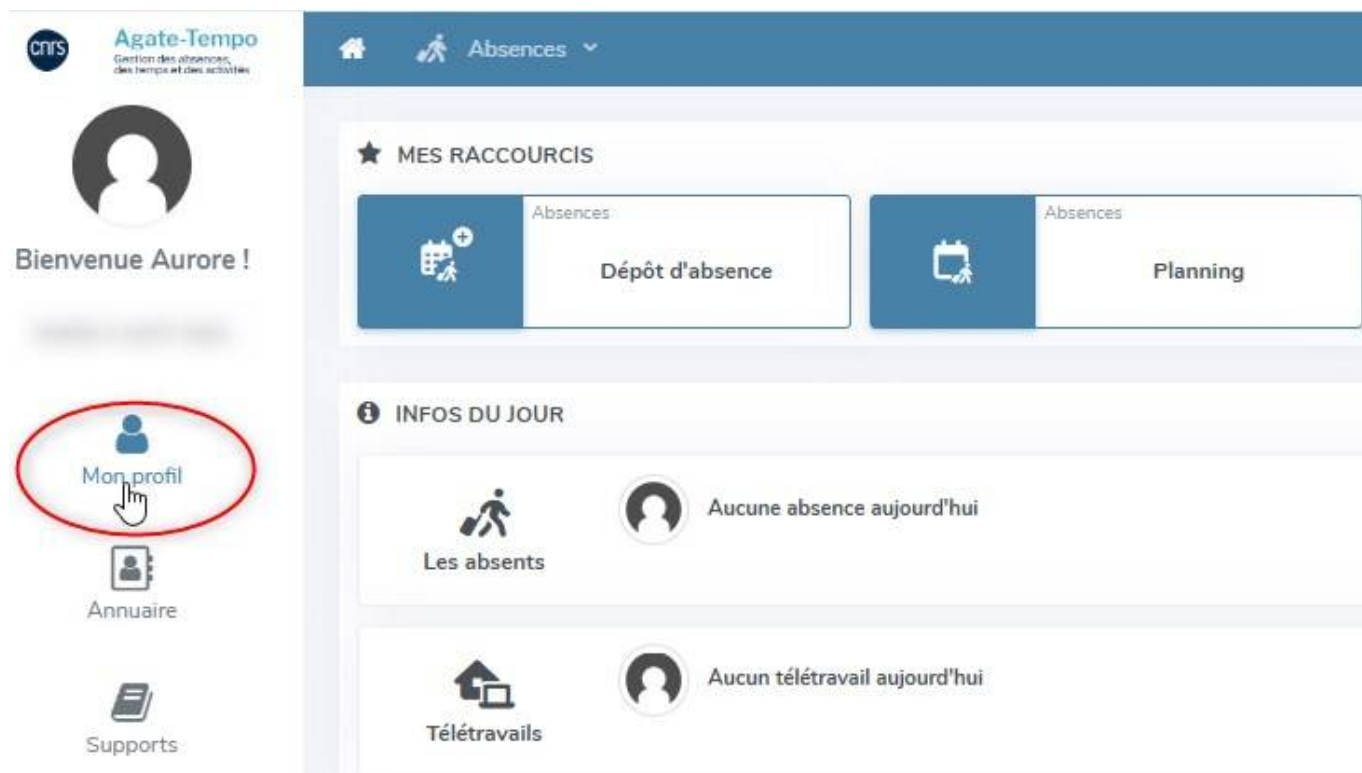 cnrs
Agate-Tempo
Gestion des absences,
des temps et des activités
Absences
Bienvenue Aurore !
Mon profil
Annuaire
Supports
MES RACCOURCIS
Absences
Dépôt d'absence
Absences
Planning
INFOS DU JOUR
Les absents
Aucune absence aujourd'hui
Télétravails
Aucun télétravail aujourd'hui